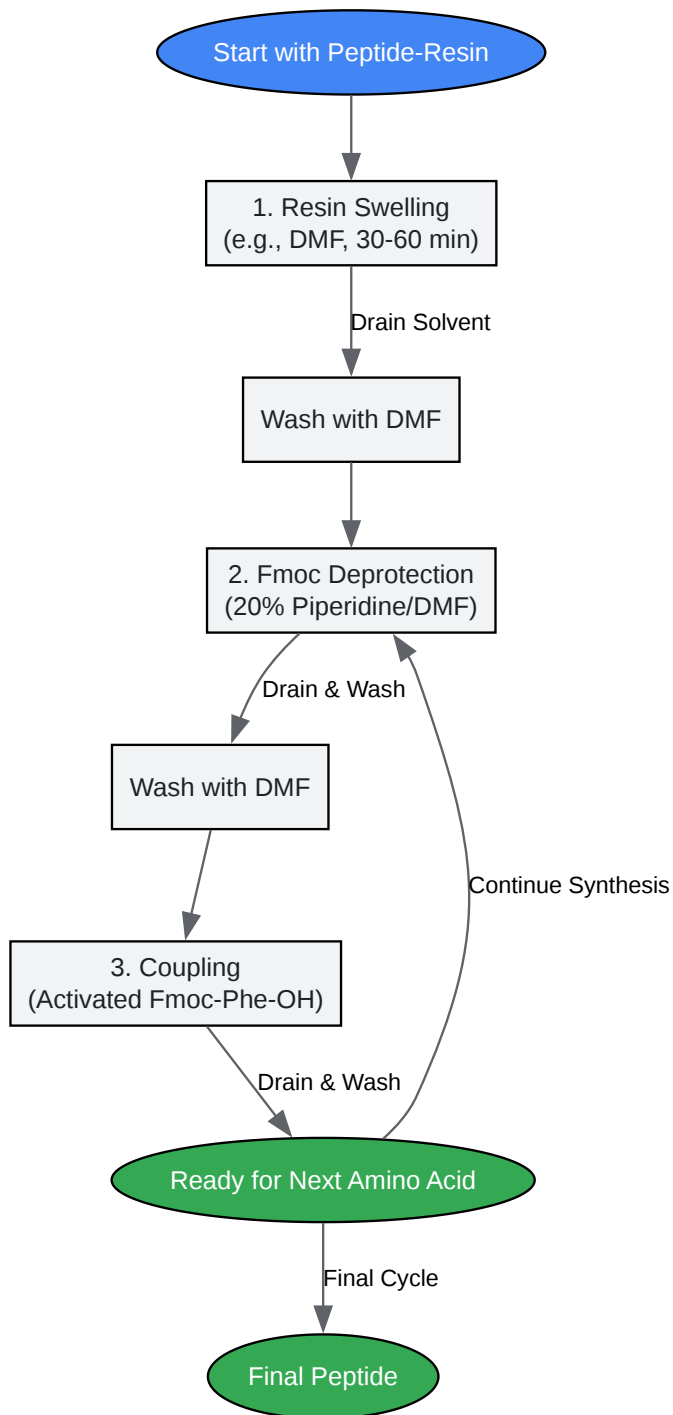 Start with Peptide-Resin
1. Resin Swelling
(e.g., DMF, 30-60 min)
Drain Solvent
Wash with DMF
2. Fmoc Deprotection
(20% Piperidine/DMF)
Drain & Wash
Wash with DMF
Continue Synthesis
3. Coupling
(Activated Fmoc-Phe-OH)
Drain & Wash
Ready for Next Amino Acid
Final Cycle
Final Peptide